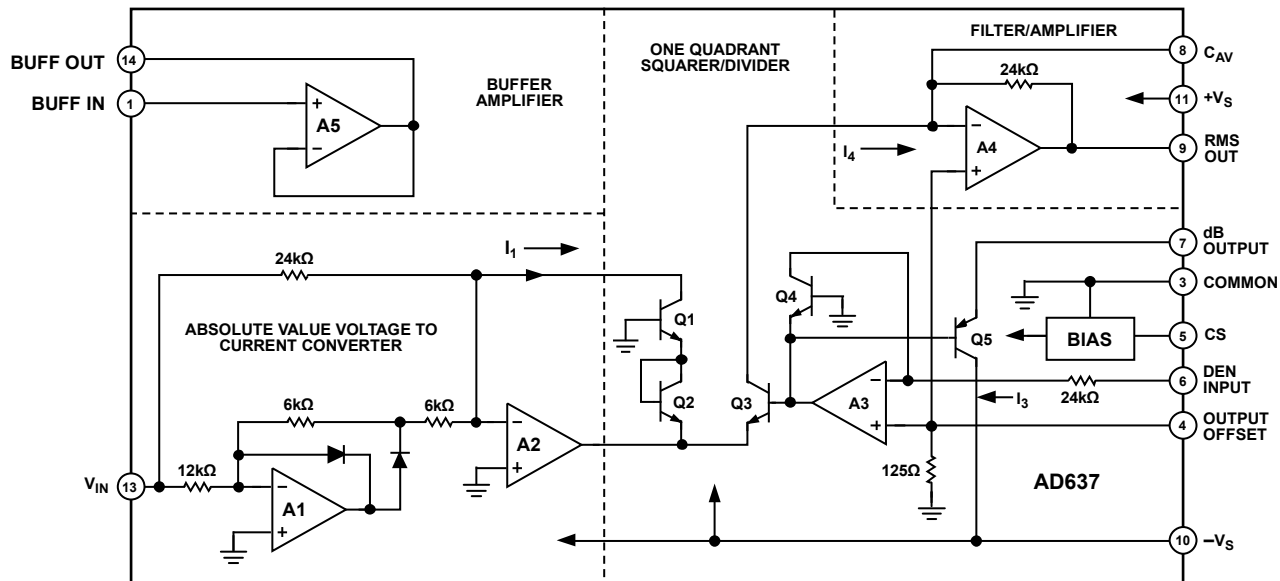 FILTER/AMPLIFIER
BUFF OUT
14
BUFF IN
1
+
A5
−
BUFFER
AMPLIFIER
ONE QUADRANT
SQUARER/DIVIDER
24kΩ
I4
−
A4
+
8
CAV
11
+VS
9
RMS
OUT
I1
24kΩ
ABSOLUTE VALUE VOLTAGE TO
CURRENT CONVERTER
6kΩ
6kΩ
12kΩ
VIN
13
−
A1
+
−
A2
+
Q1
Q2
Q3
Q4
−
A3
+
Q5
I3
125Ω
24kΩ
BIAS
7
dB
OUTPUT
3
COMMON
5
CS
6
DEN
INPUT
4
OUTPUT
OFFSET
AD637
10
−VS